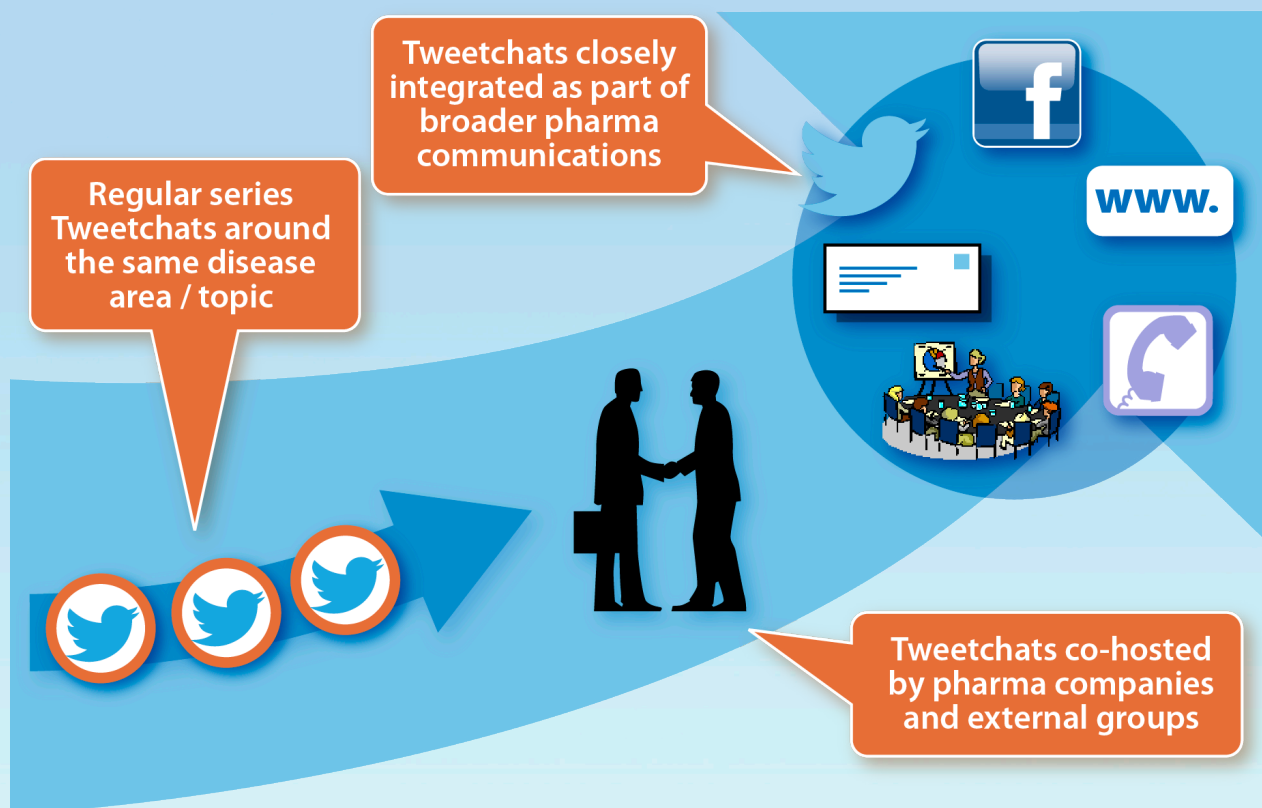 Tweetchats closely
integrated as part of
broader pharma
communications
Regular series
Tweetchats around
the same disease
area / topic
f
www.
Tweetchats co-hosted
by pharma companies
and external groups